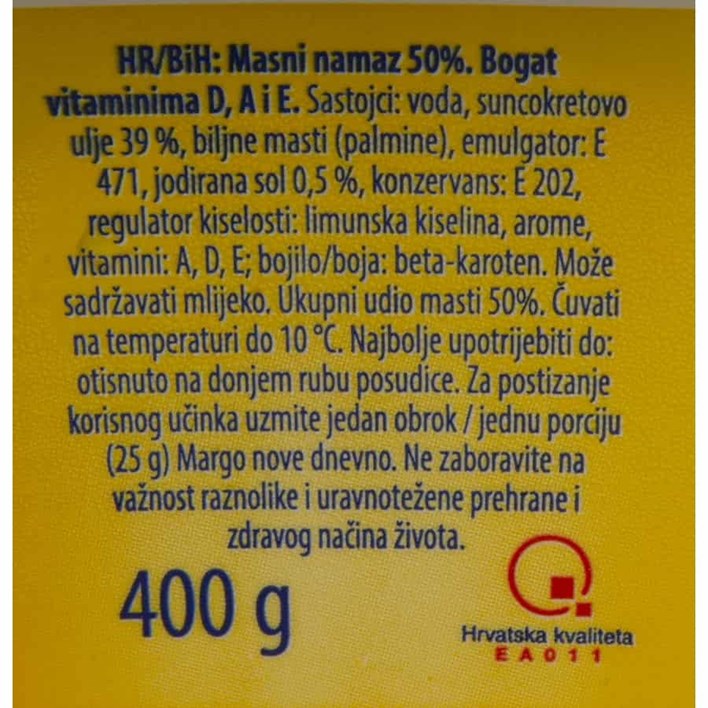 HR/BiH: Masni namaz 50%. Bogat
vitaminima D, A i E. Sastojci: voda, suncokretovo
ulje 39 %, biljne masti (palmine), emulgator: E
471, jodirana sol 0,5 %, konzervans: E 202,
regulator kiselosti: limunska kiselina, arome,
vitamini: A, D, E; bojilo/boja: beta-karoten. Može
sadržavati mlijeko. Ukupni udio masti 50%. Čuvati
na temperaturi do 10 °C. Najbolje upotrijebiti do:
otisnuto na donjem rubu posudice. Za postizanje
korisnog učinka uzmite jedan obrok / jednu porciju
(25 g) Margo nove dnevno. Ne zaboravite na
važnost raznolike i uravnotežene prehrane i
zdravog načina života.
400 g
Hrvatska kvaliteta
EA011